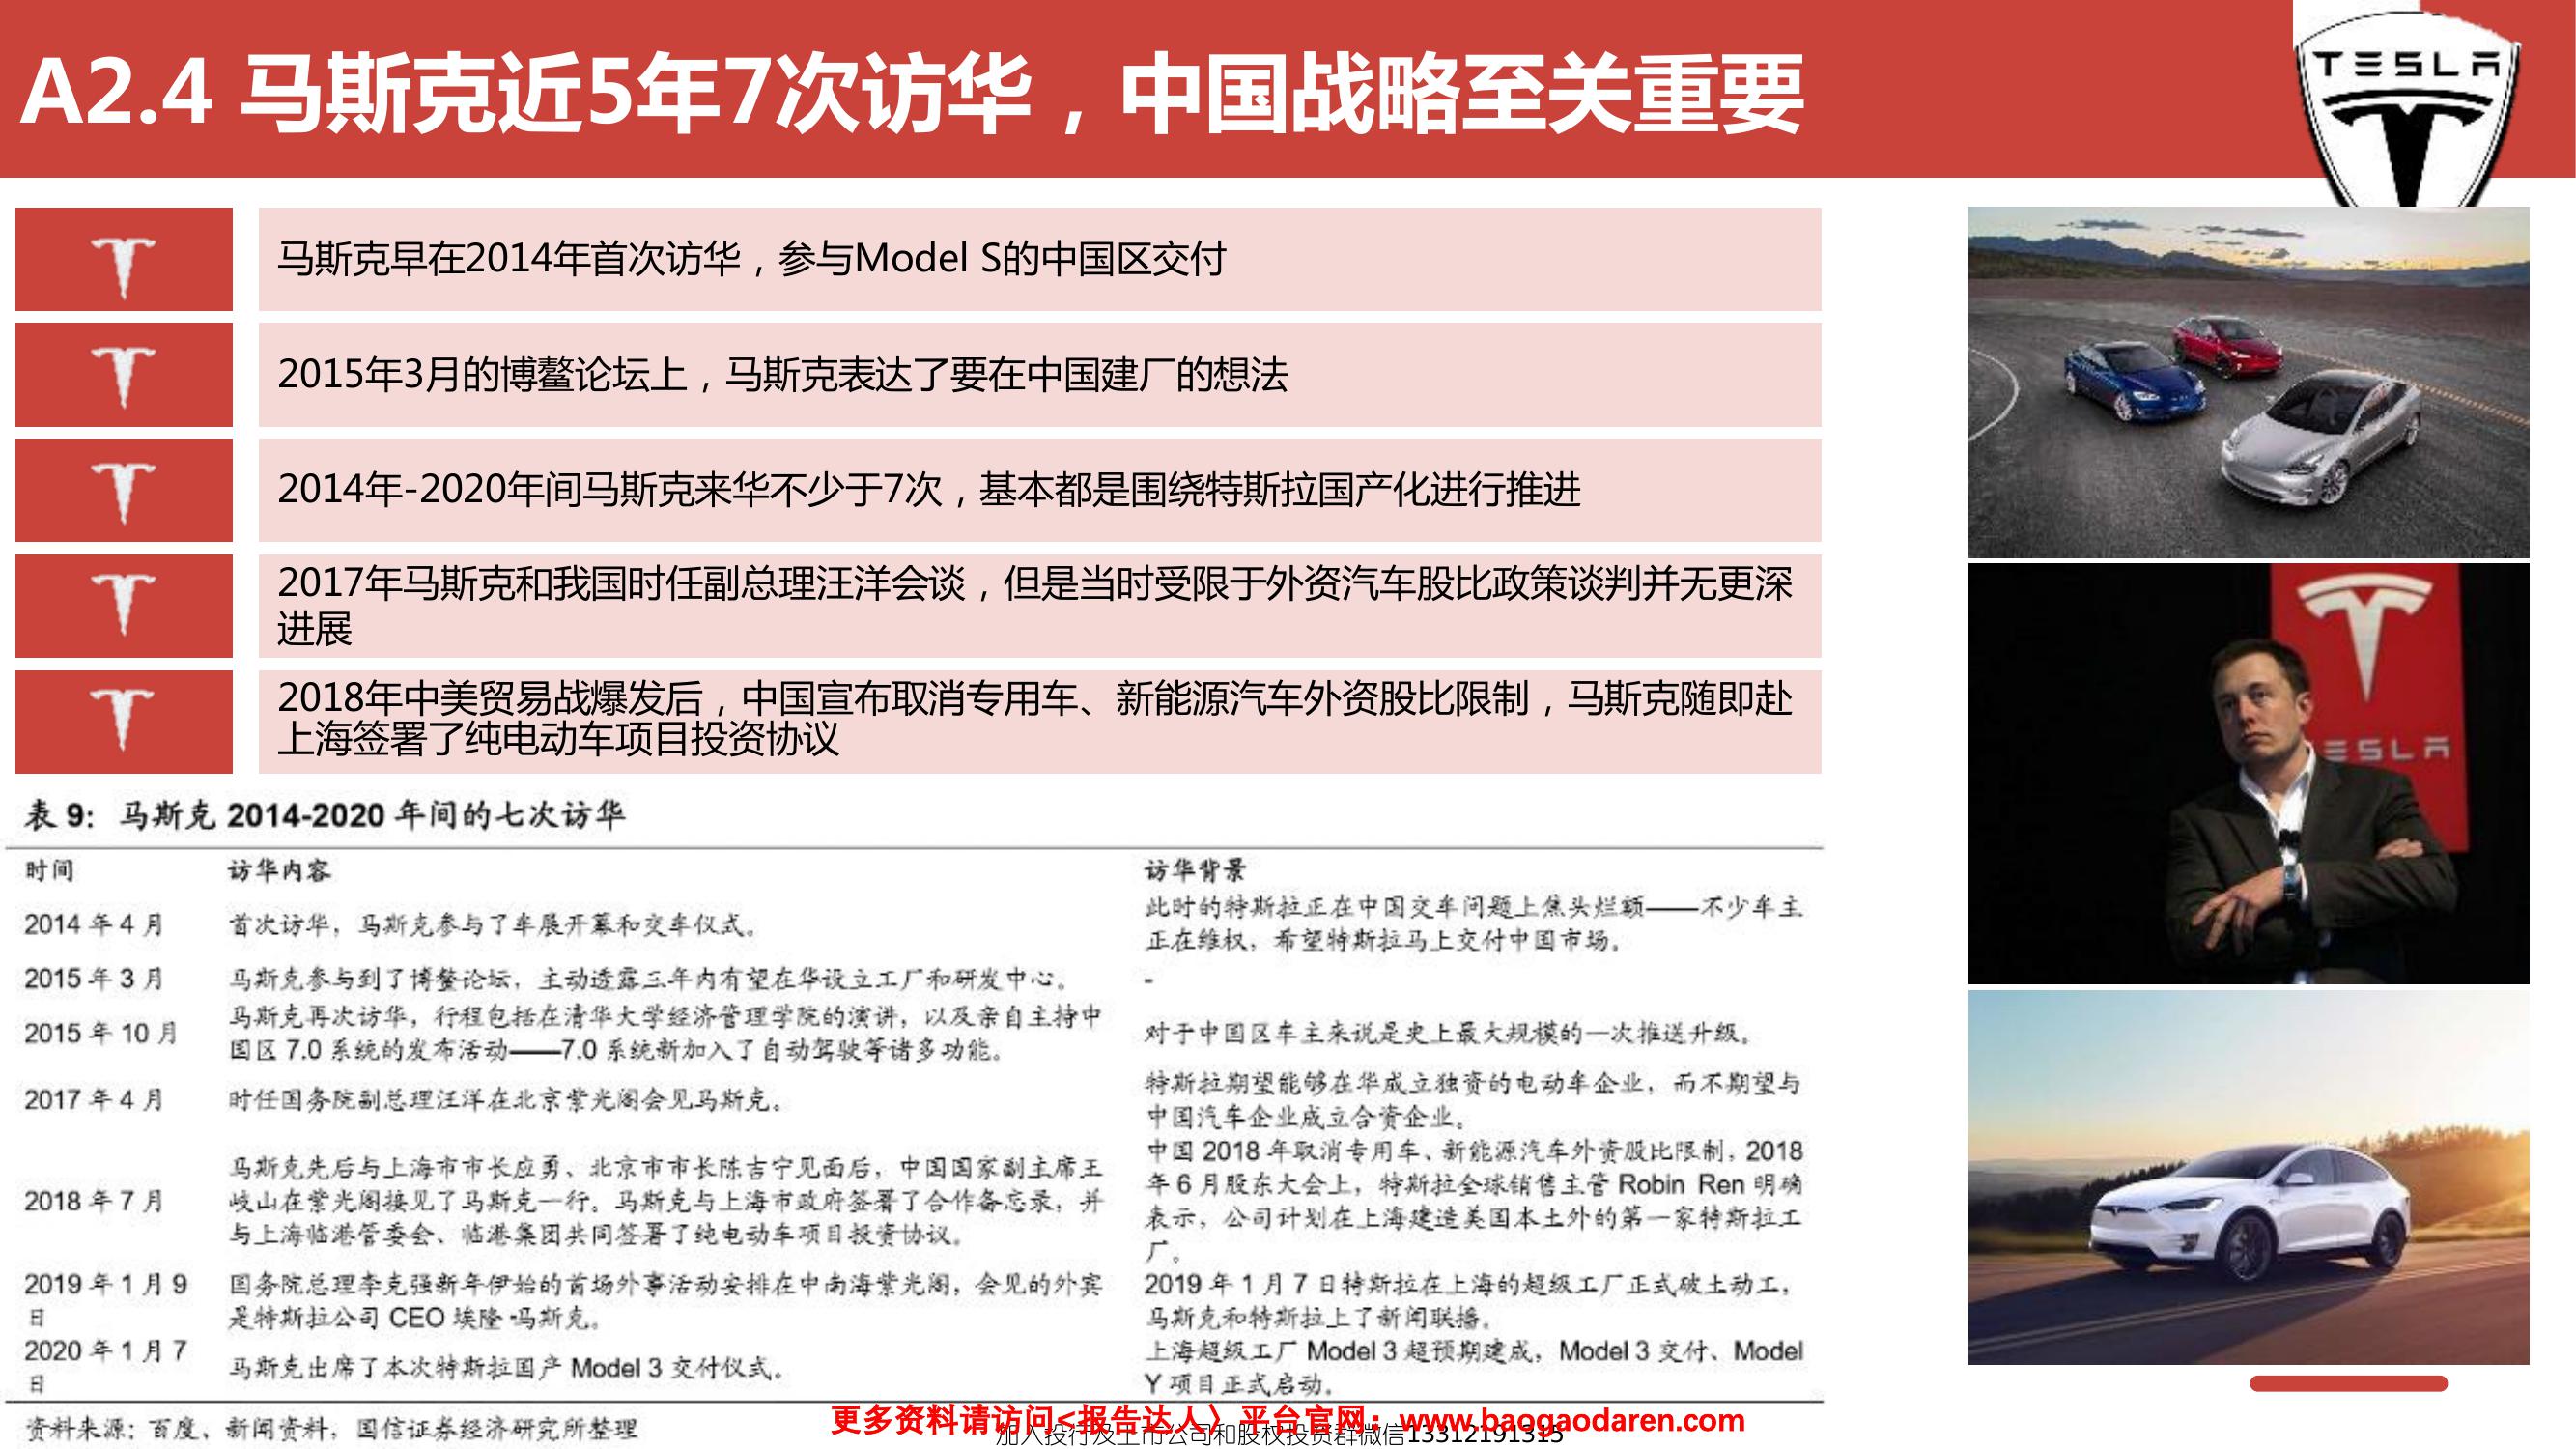 A2.4 马斯克近5年7次访华，中国战略至关重要
TESLA
马斯克早在2014年首次访华，参与Model S的中国区交付
2015年3月的博鳌论坛上，马斯克表达了要在中国建厂的想法
2014年-2020年间马斯克来华不少于7次，基本都是围绕特斯拉国产化进行推进
2017年马斯克和我国时任副总理汪洋会谈，但是当时受限于外资汽车股比政策谈判并无更深
进展
2018年中美贸易战爆发后，中国宣布取消专用车、新能源汽车外资股比限制，马斯克随即赴
上海签署了纯电动车项目投资协议
ESLA
表 9：马斯克 2014-2020 年间的七次访华
时间 访华内容 访华背景
2014 年 4 月 首次访华，马斯克参与了车展开幕和交车仪式。 此时的特斯拉正在中国交车问题上焦头烂额——不少车主
正在维权，希望特斯拉马上交付中国市场。
2015 年 3 月 马斯克参与到了博鳌论坛，主动透露三年内有望在华设立工厂和研发中心。 -
2015 年 10 月 马斯克再次访华，行程包括在清华大学经济管理学院的演讲，以及亲自主持中
国区 7.0 系统的发布活动——7.0 系统新加入了自动驾驶等诸多功能。 对于中国区车主来说是史上最大规模的一次推送升级。
2017 年 4 月 时任国务院副总理汪洋在北京紫光阁会见马斯克。 特斯拉期望能够在华成立独资的电动车企业，而不期望与
中国汽车企业成立合资企业。
2018 年 7 月 马斯克先后与上海市市长应勇、北京市市长陈吉宁见面后，中国国家副主席王
岐山在紫光阁接见了马斯克一行。马斯克与上海市政府签署了合作备忘录，并
与上海临港管委会、临港集团共同签署了纯电动车项目投资协议。
中国 2018 年取消专用车、新能源汽车外资股比限制，2018
年 6 月股东大会上，特斯拉全球销售主管 Robin Ren 明确
表示，公司计划在上海建造美国本土外的第一家特斯拉工
厂。
2019 年 1 月 9
日
国务院总理李克强新年伊始的首场外事活动安排在中南海紫光阁，会见的外宾
是特斯拉公司 CEO 埃隆·马斯克。
2019 年 1 月 7 日特斯拉在上海的超级工厂正式破土动工，
马斯克和特斯拉上了新闻联播。
2020 年 1 月 7
日
马斯克出席了本次特斯拉国产 Model 3 交付仪式。
上海超级工厂 Model 3 超预期建成，Model 3 交付、Model
Y 项目正式启动。
资料来源：百度、新闻资料，国信证券经济研究所整理
更多资料请访问<报告达人〉平台官网：www.baogaodaren.com
加入投行及上市公司和股权投资群微信13312191315